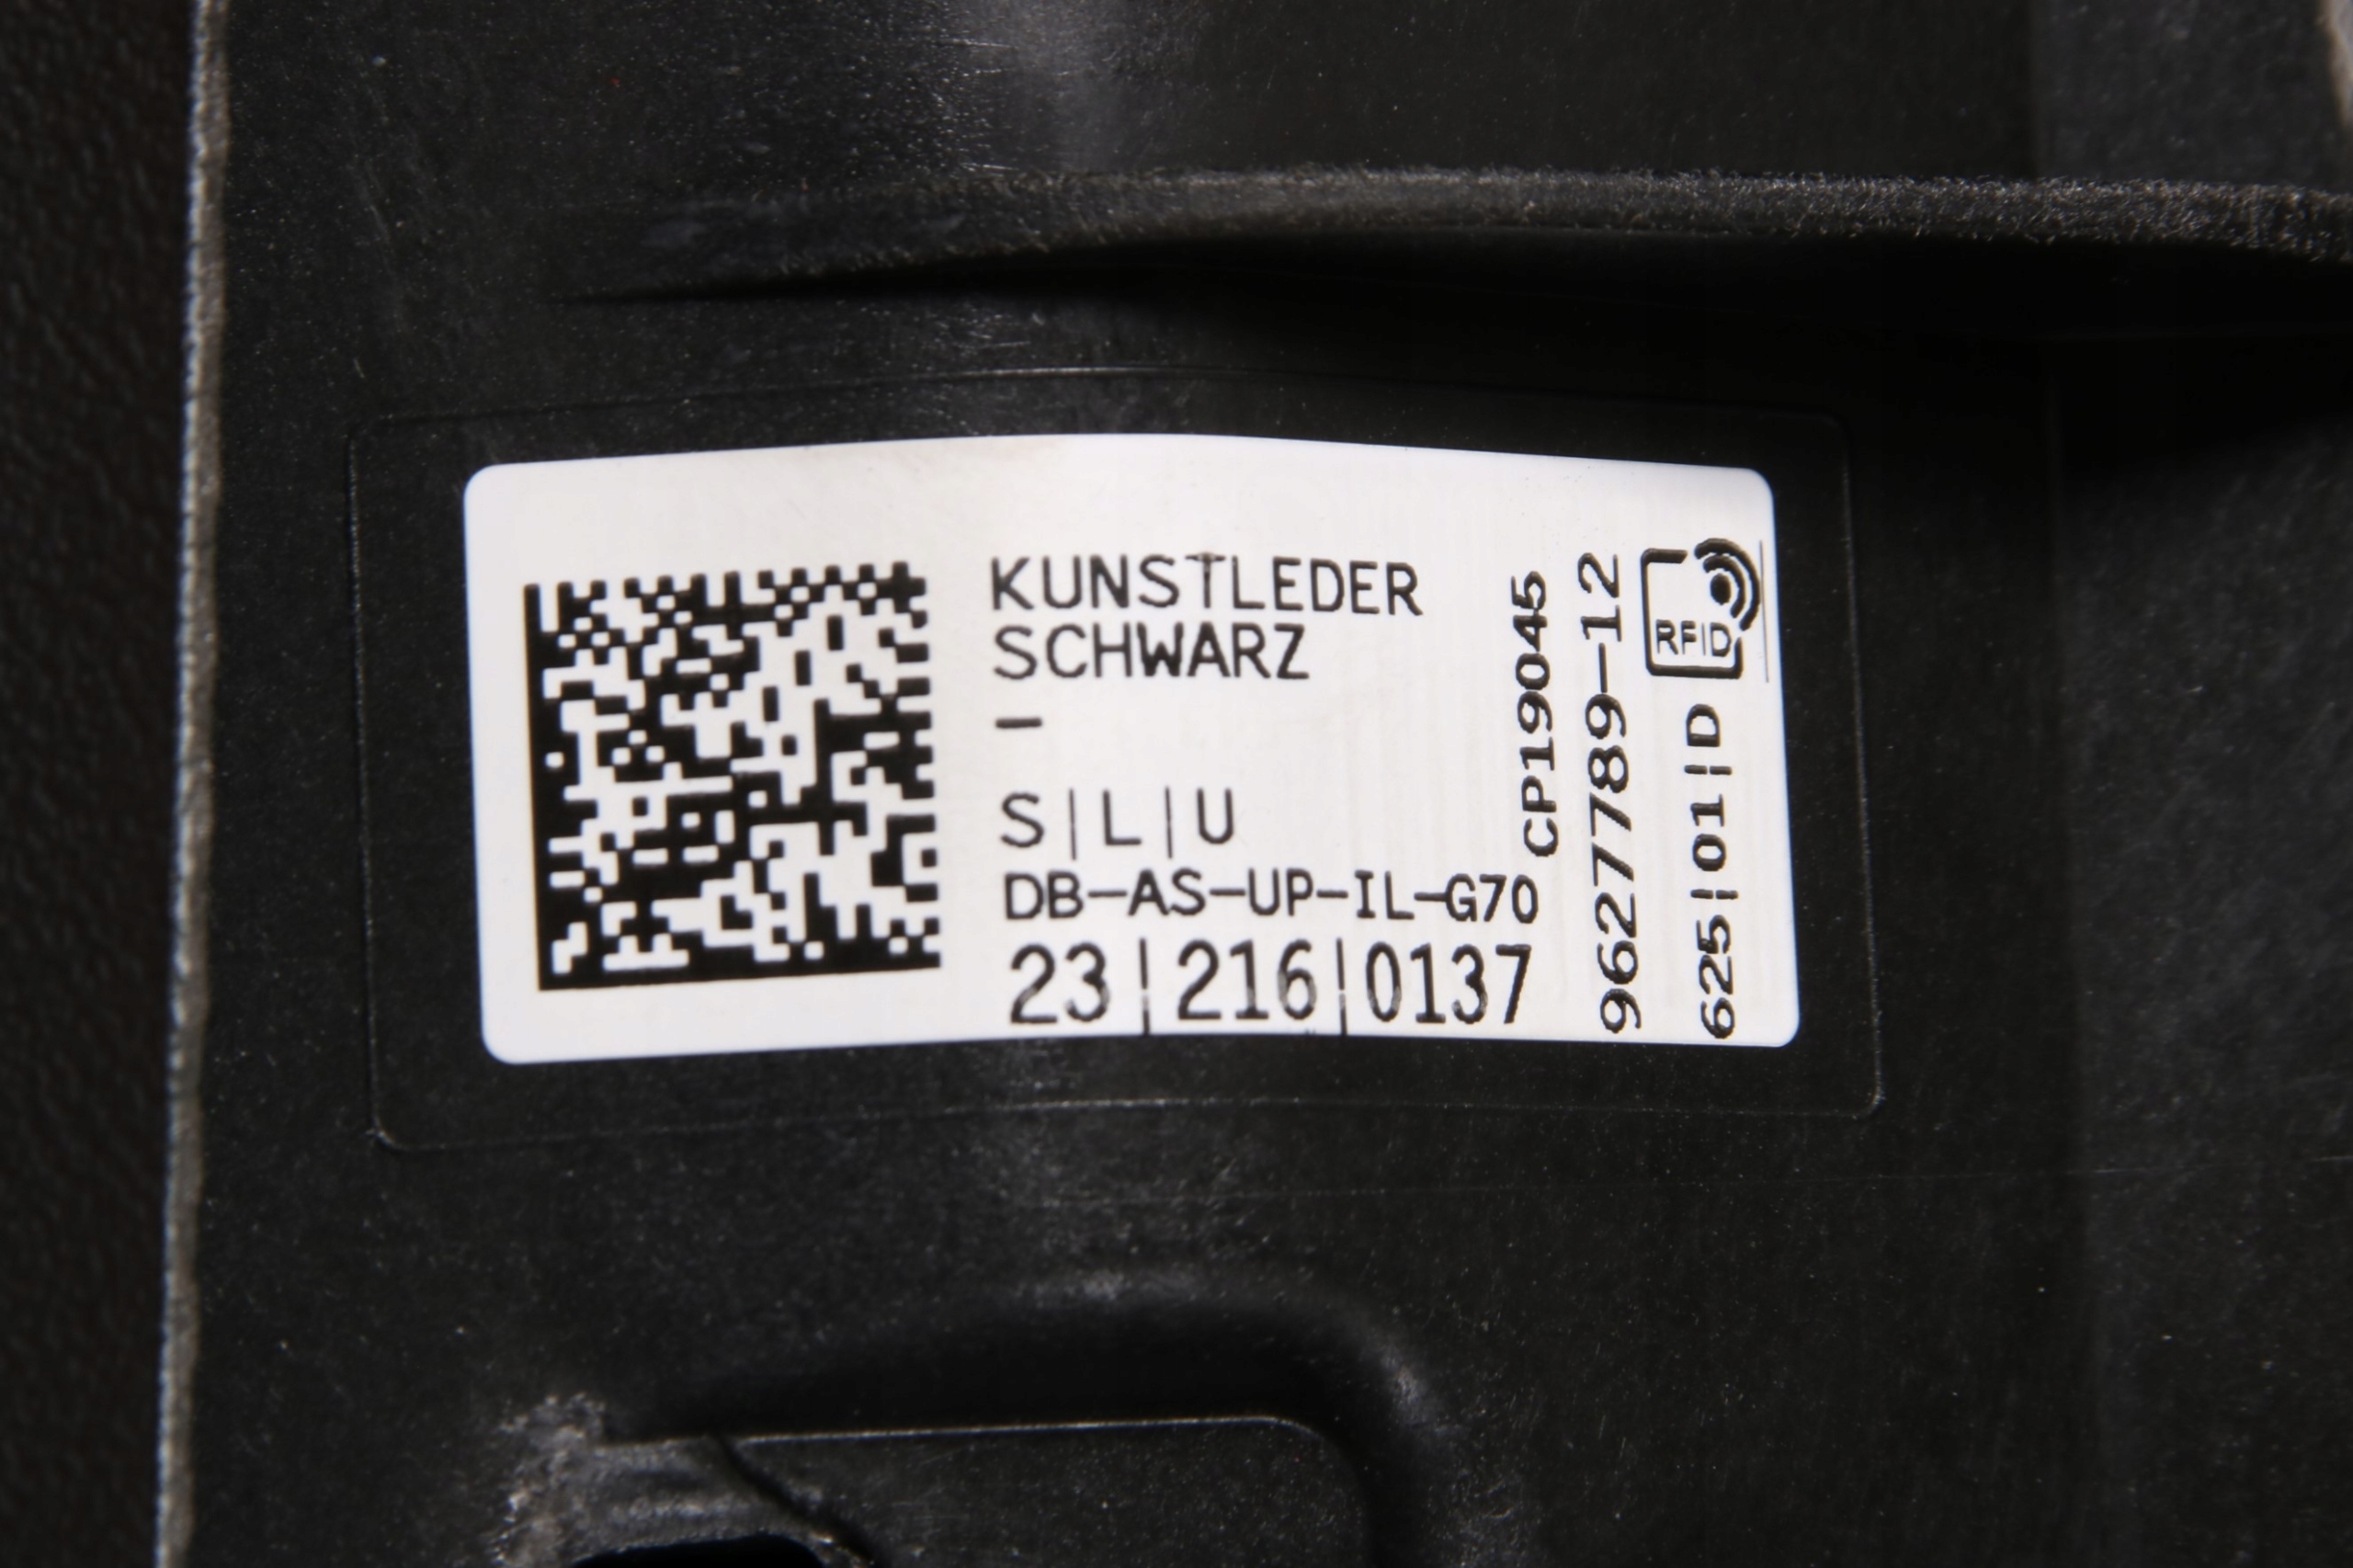 KUNSTLEDER
SCHWARZ
–
S|L|U
DB-AS-UP-IL-G70
23|216|0137
CP19045
9627789-12
625|01|D
RFID